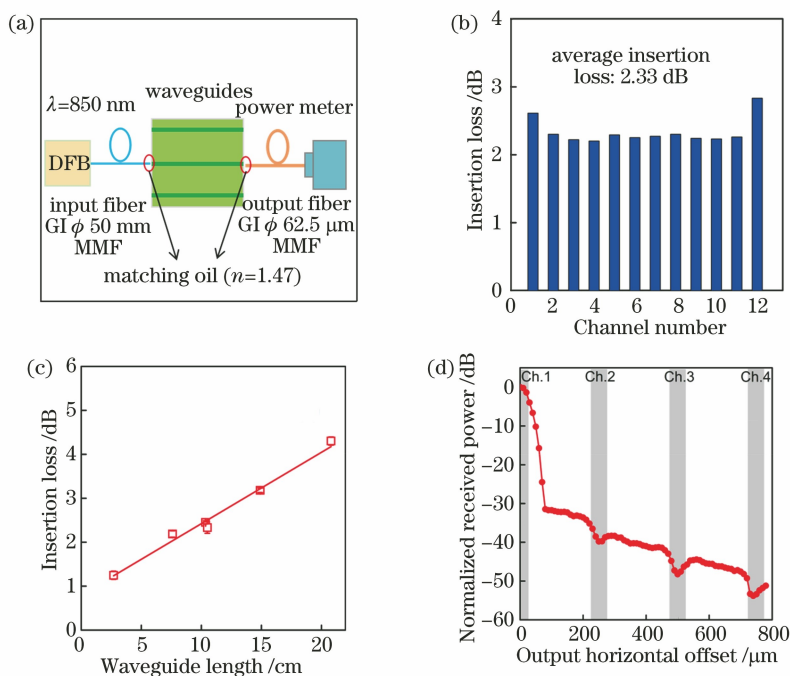 (a)
λ=850 nm
waveguides
power meter
DFB
input fiber
GI ϕ 50 mm
MMF
output fiber
GI ϕ 62.5 μm
MMF
matching oil (n=1.47)
(b)
average insertion
loss: 2.33 dB
Insertion loss /dB
4
3
2
1
0
0 2 4 6 8 10 12
Channel number
(c)
Insertion loss /dB
6
5
4
3
2
1
0
5 10 15 20
Waveguide length /cm
(d)
Ch.1 Ch.2 Ch.3 Ch.4
Normalized received power /dB
0
−10
−20
−30
−40
−50
−60
0 200 400 600 800
Output horizontal offset /μm